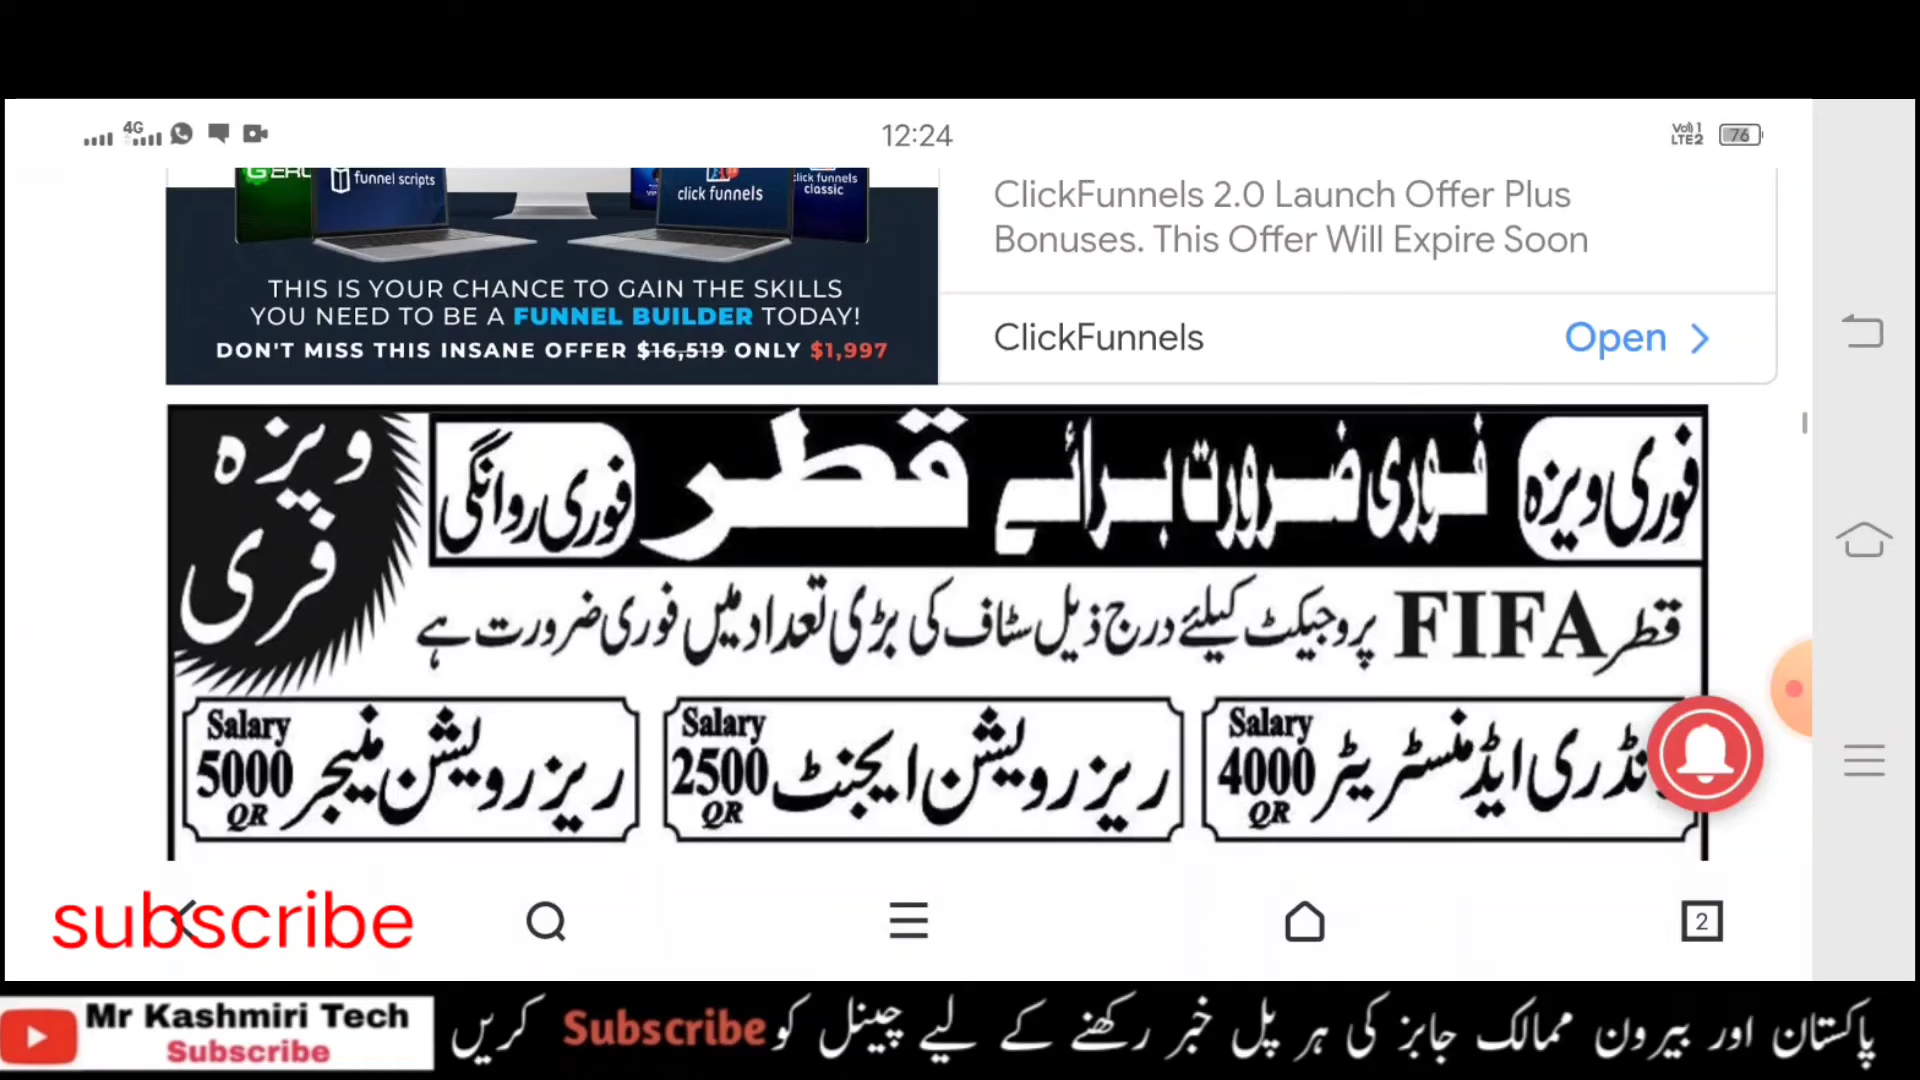 4G
12:24
Vo) 1
LTE2
76
funnel scripts
click funnels
click funnels
classic
THIS IS YOUR CHANCE TO GAIN THE SKILLS
YOU NEED TO BE A FUNNEL BUILDER TODAY!
DON'T MISS THIS INSANE OFFER $16,519 ONLY $1,997
ClickFunnels 2.0 Launch Offer Plus
Bonuses. This Offer Will Expire Soon
ClickFunnels
Open
فوری ویزہ
فوری ضرورت برائے قطر
فوری روانگی
ویزہ
فری
قطر FIFA پروجیکٹ کیلئے درج ذیل سٹاف کی بڑی تعداد میں فوری ضرورت ہے
ایڈمنسٹریٹر
Salary
4000
QR
ریزرویشن ایجنٹ
Salary
2500
QR
ریزرویشن منیجر
Salary
5000
QR
subscribe
2
Mr Kashmiri Tech
Subscribe
پاکستان اور بیرون ممالک جابز کی ہر پل خبر رکھنے کے لیے چینل کو Subscribe کریں